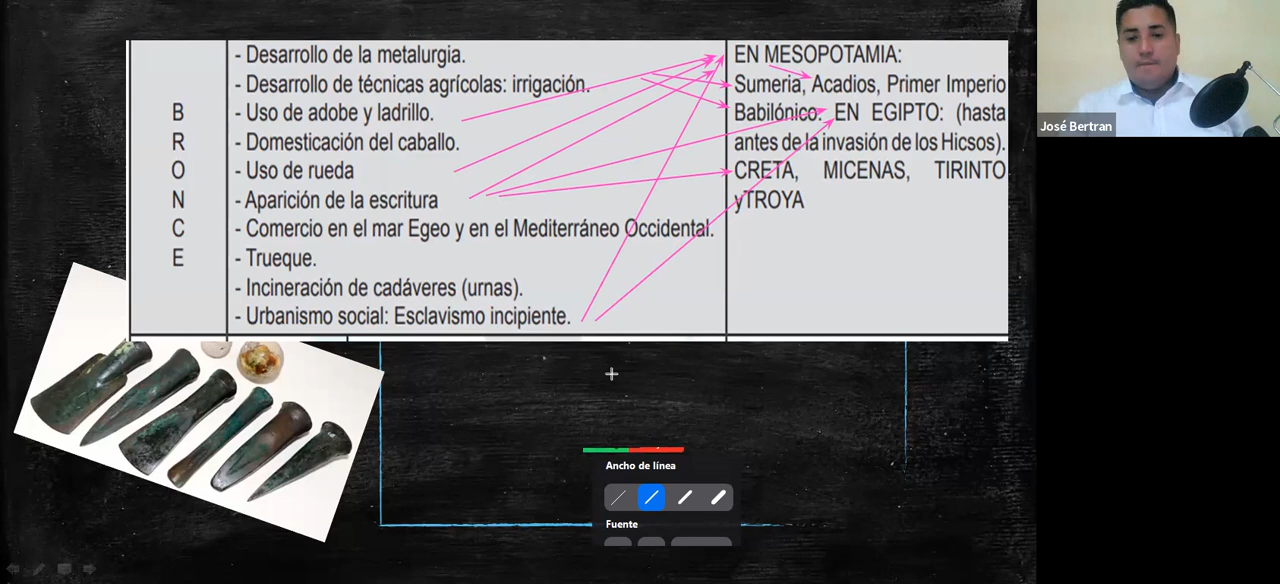 - Desarrollo de la metalurgia.
- Desarrollo de técnicas agrícolas: irrigación.
- Uso de adobe y ladrillo.
- Domesticación del caballo.
- Uso de rueda
- Aparición de la escritura
- Comercio en el mar Egeo y en el Mediterráneo Occidental.
- Trueque.
- Incineración de cadáveres (urnas).
- Urbanismo social: Esclavismo incipiente.
B
R
O
N
C
E
EN MESOPOTAMIA:
Sumeria, Acadios, Primer Imperio
Babilónico. EN EGIPTO: (hasta
antes de la invasión de los Hicsos).
CRETA, MICENAS, TIRINTO
yTROYA
José Bertran
Ancho de línea
Fuente